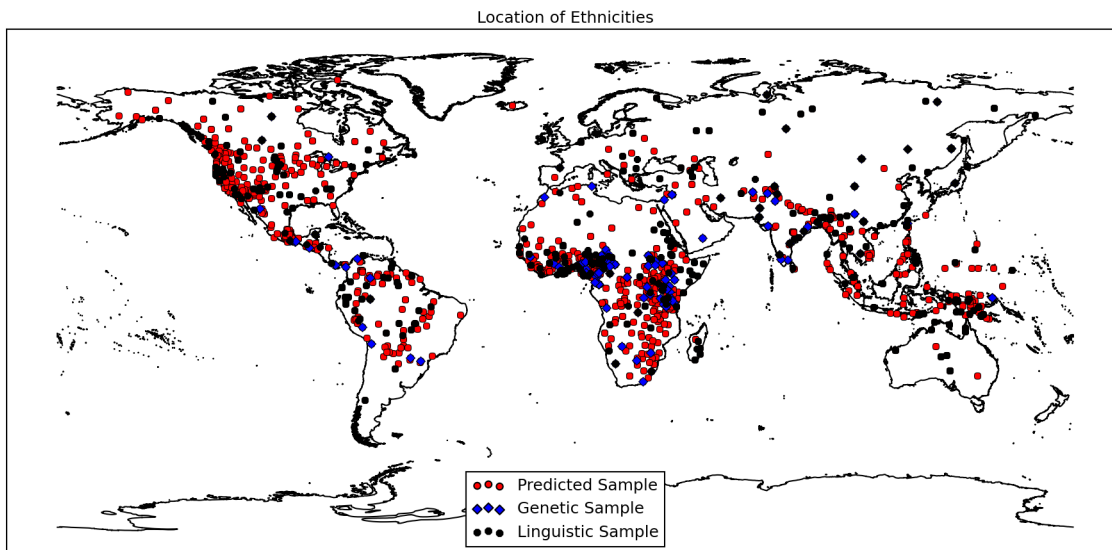 Location of Ethnicities
Predicted Sample
Genetic Sample
Linguistic Sample